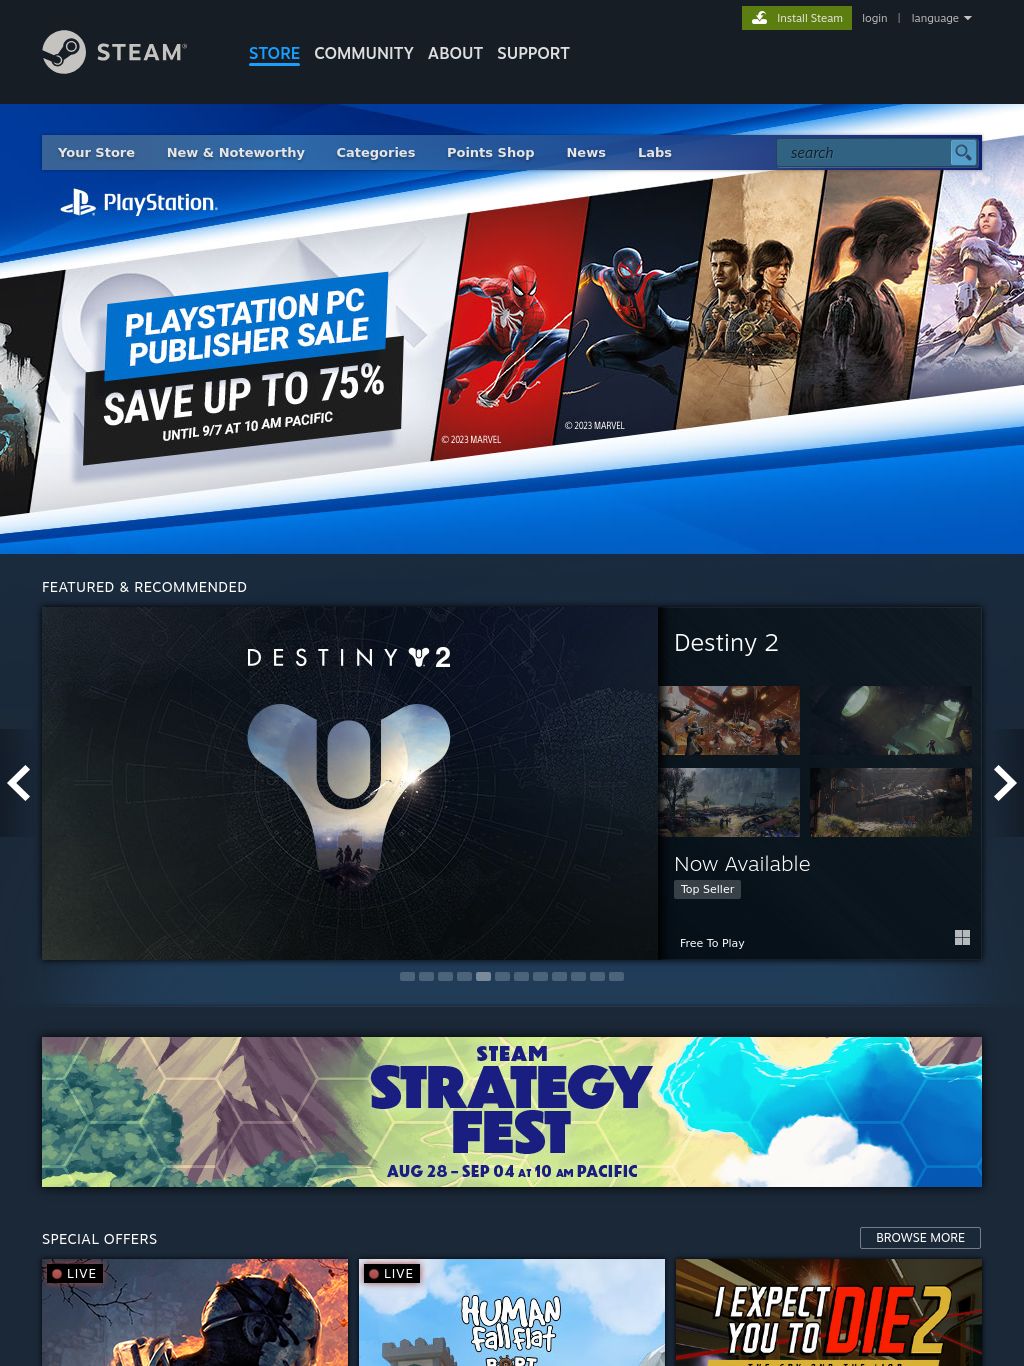 Install Steam
login | language
STEAM®
STORE COMMUNITY ABOUT SUPPORT
Your Store New & Noteworthy Categories Points Shop News Labs
search
PlayStation.
PLAYSTATION PC
PUBLISHER SALE
SAVE UP TO 75%
UNTIL 9/7 AT 10 AM PACIFIC
© 2023 MARVEL
© 2023 MARVEL
FEATURED & RECOMMENDED
DESTINY 2
Destiny 2
Now Available
Top Seller
Free To Play
STEAM
STRATEGY
FEST
AUG 28 – SEP 04 AT 10 AM PACIFIC
SPECIAL OFFERS
BROWSE MORE
LIVE
LIVE
HUMAN
fall flat
I EXPECT
YOU TO DIE 2